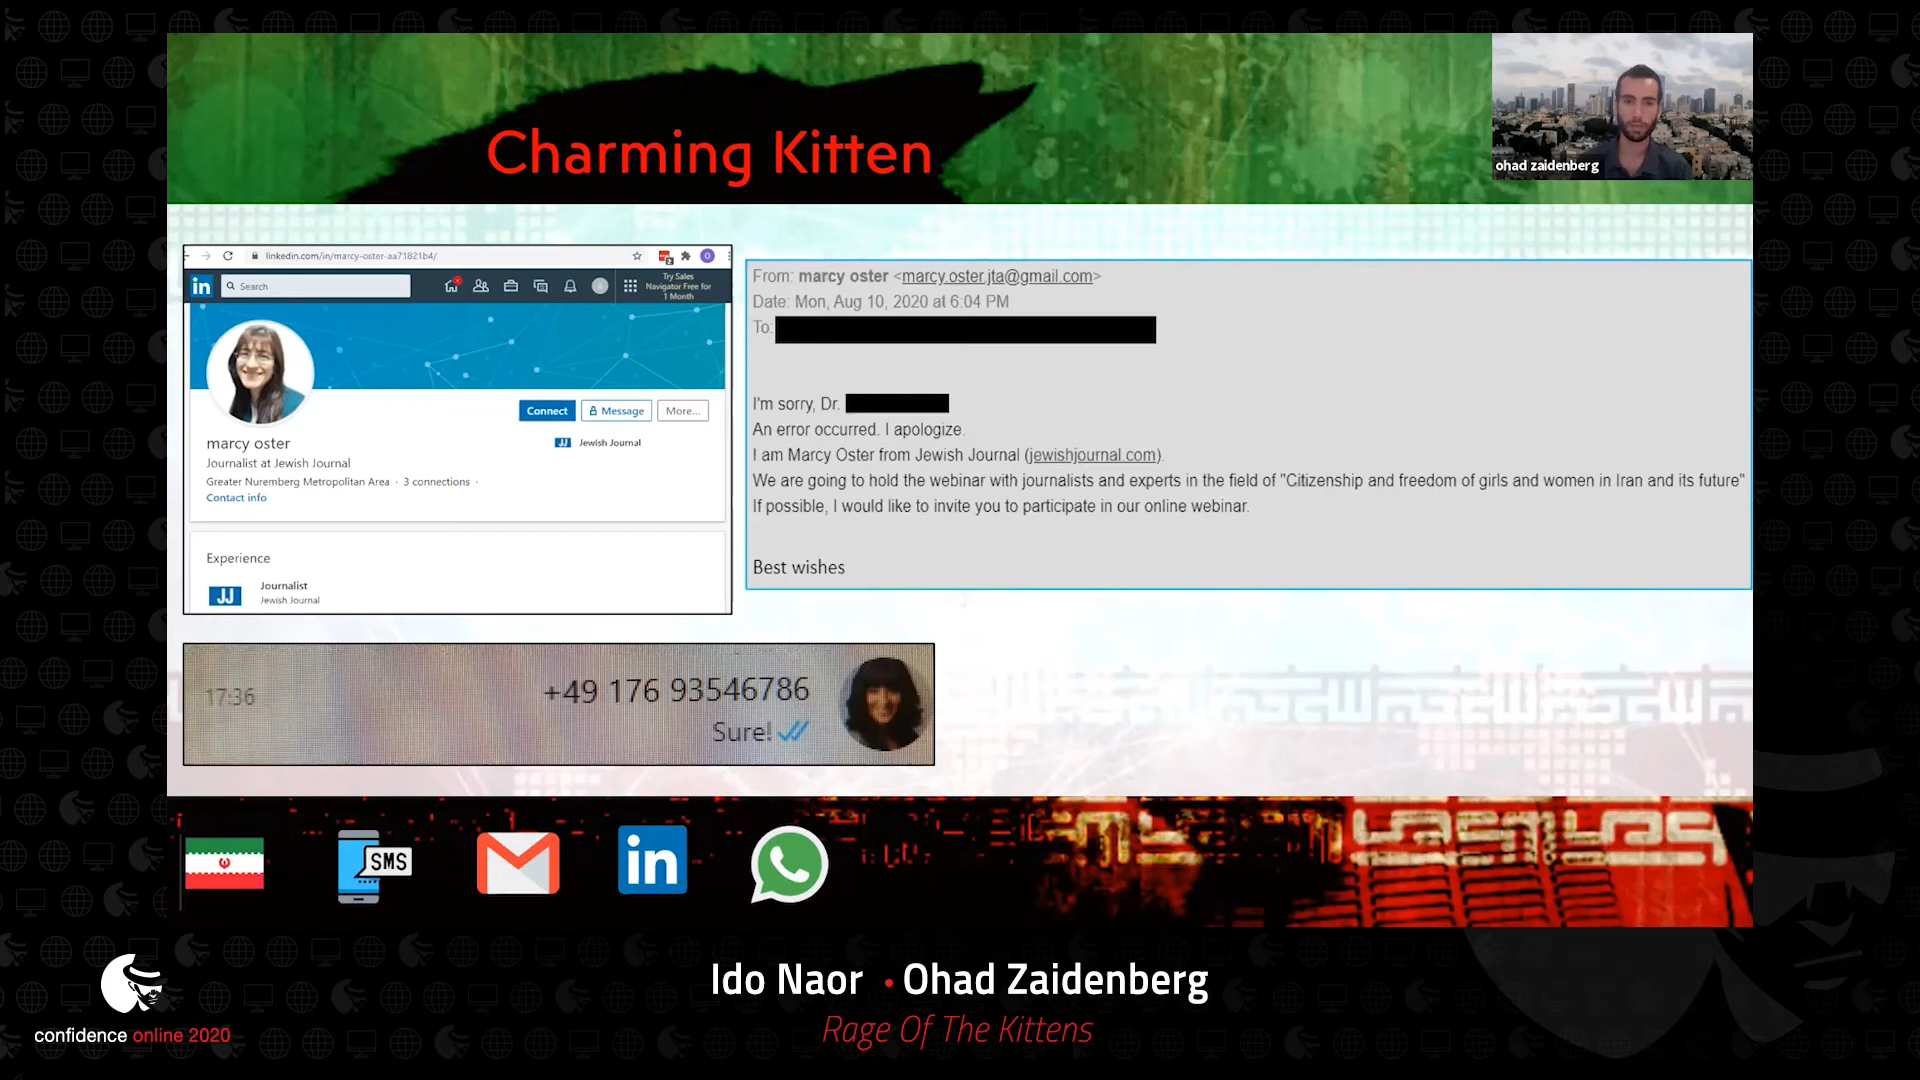 Charming Kitten
ohad zaidenberg
linkedin.com/in/marcy-oster-aa71821b4/
in
Search
Try Sales
Navigator Free for
1 Month
Connect
Message
More...
marcy oster
JJ Jewish Journal
Journalist at Jewish Journal
Greater Nuremberg Metropolitan Area · 3 connections ·
Contact info
Experience
JJ
Journalist
Jewish Journal
From: marcy oster <marcy.oster.jta@gmail.com>
Date: Mon, Aug 10, 2020 at 6:04 PM
To:
I'm sorry, Dr.
An error occurred. I apologize.
I am Marcy Oster from Jewish Journal (jewishjournal.com).
We are going to hold the webinar with journalists and experts in the field of "Citizenship and freedom of girls and women in Iran and its future"
If possible, I would like to invite you to participate in our online webinar.
Best wishes
17:36
+49 176 93546786
Sure!
SMS
in
Ido Naor • Ohad Zaidenberg
Rage Of The Kittens
confidence online 2020